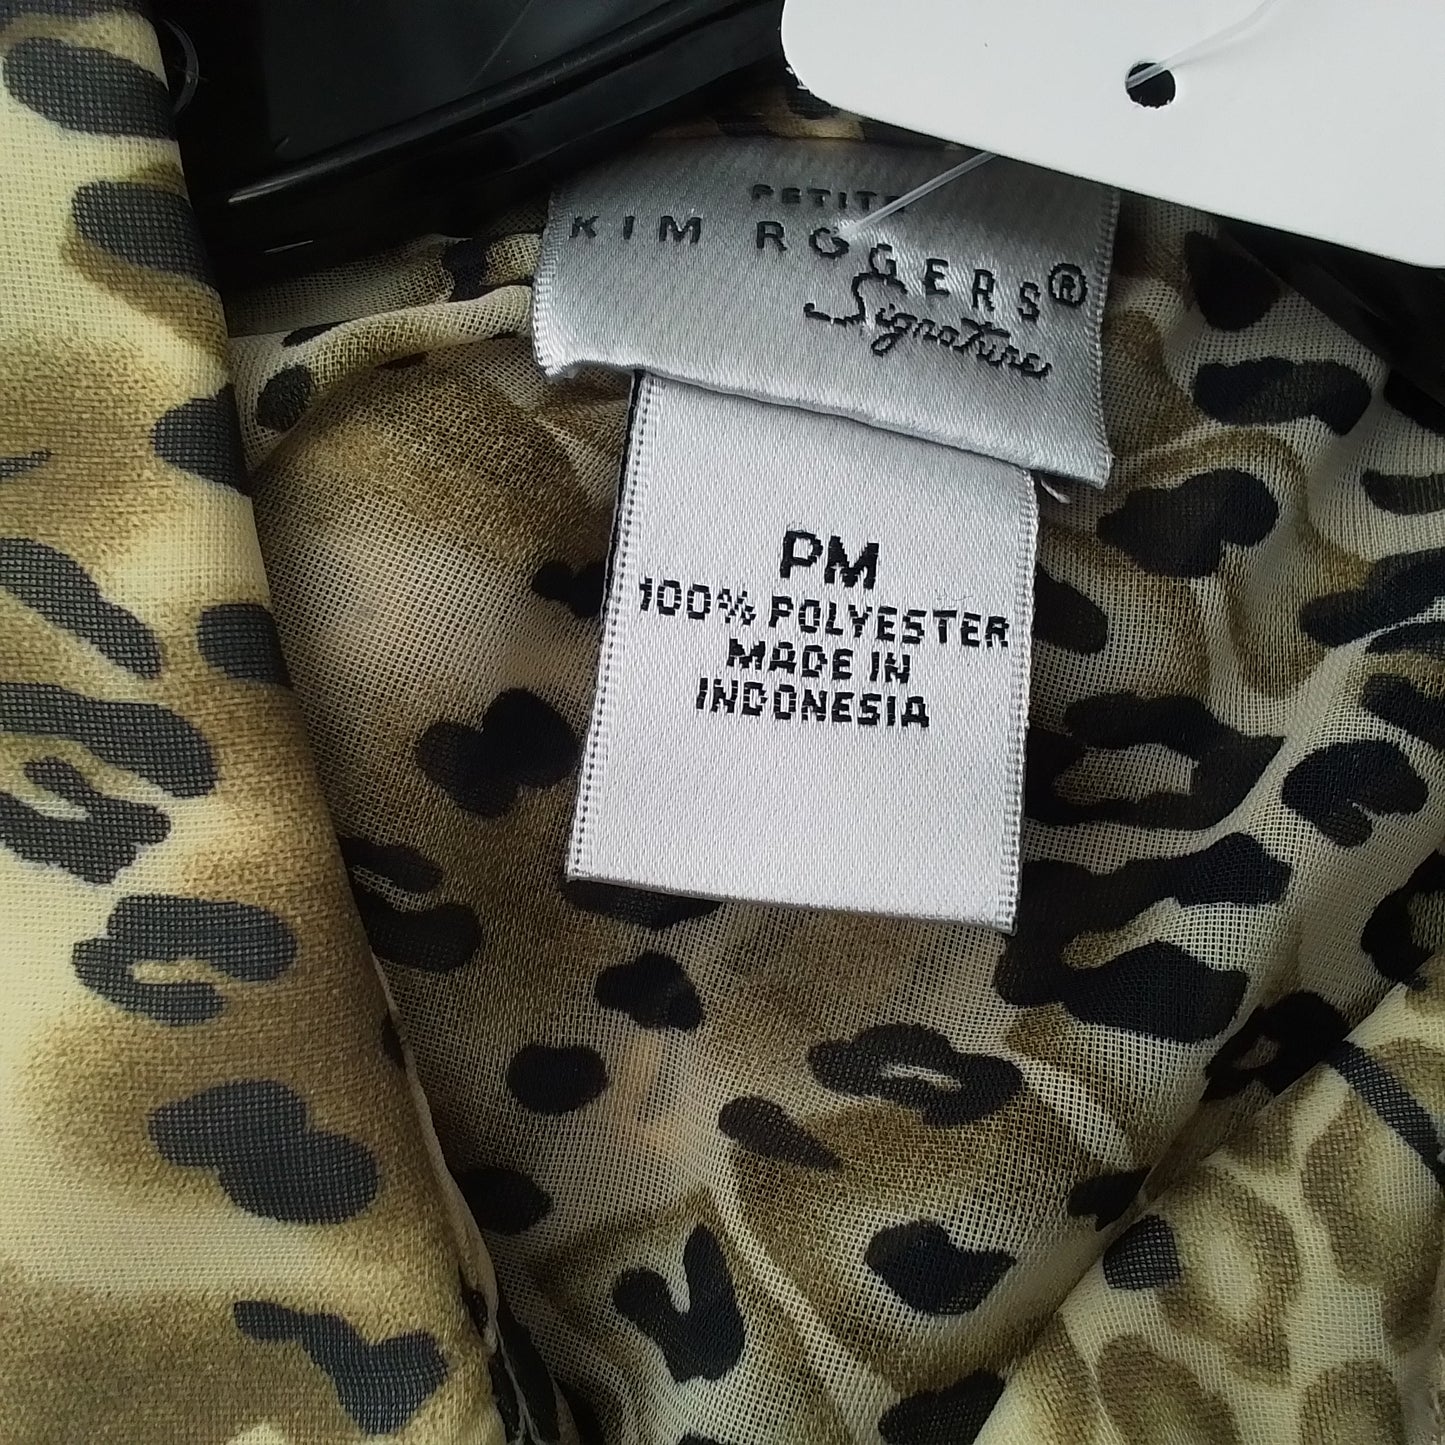 PETITE
KIM ROGERS®
Signature
PM
100% POLYESTER
MADE IN
INDONESIA